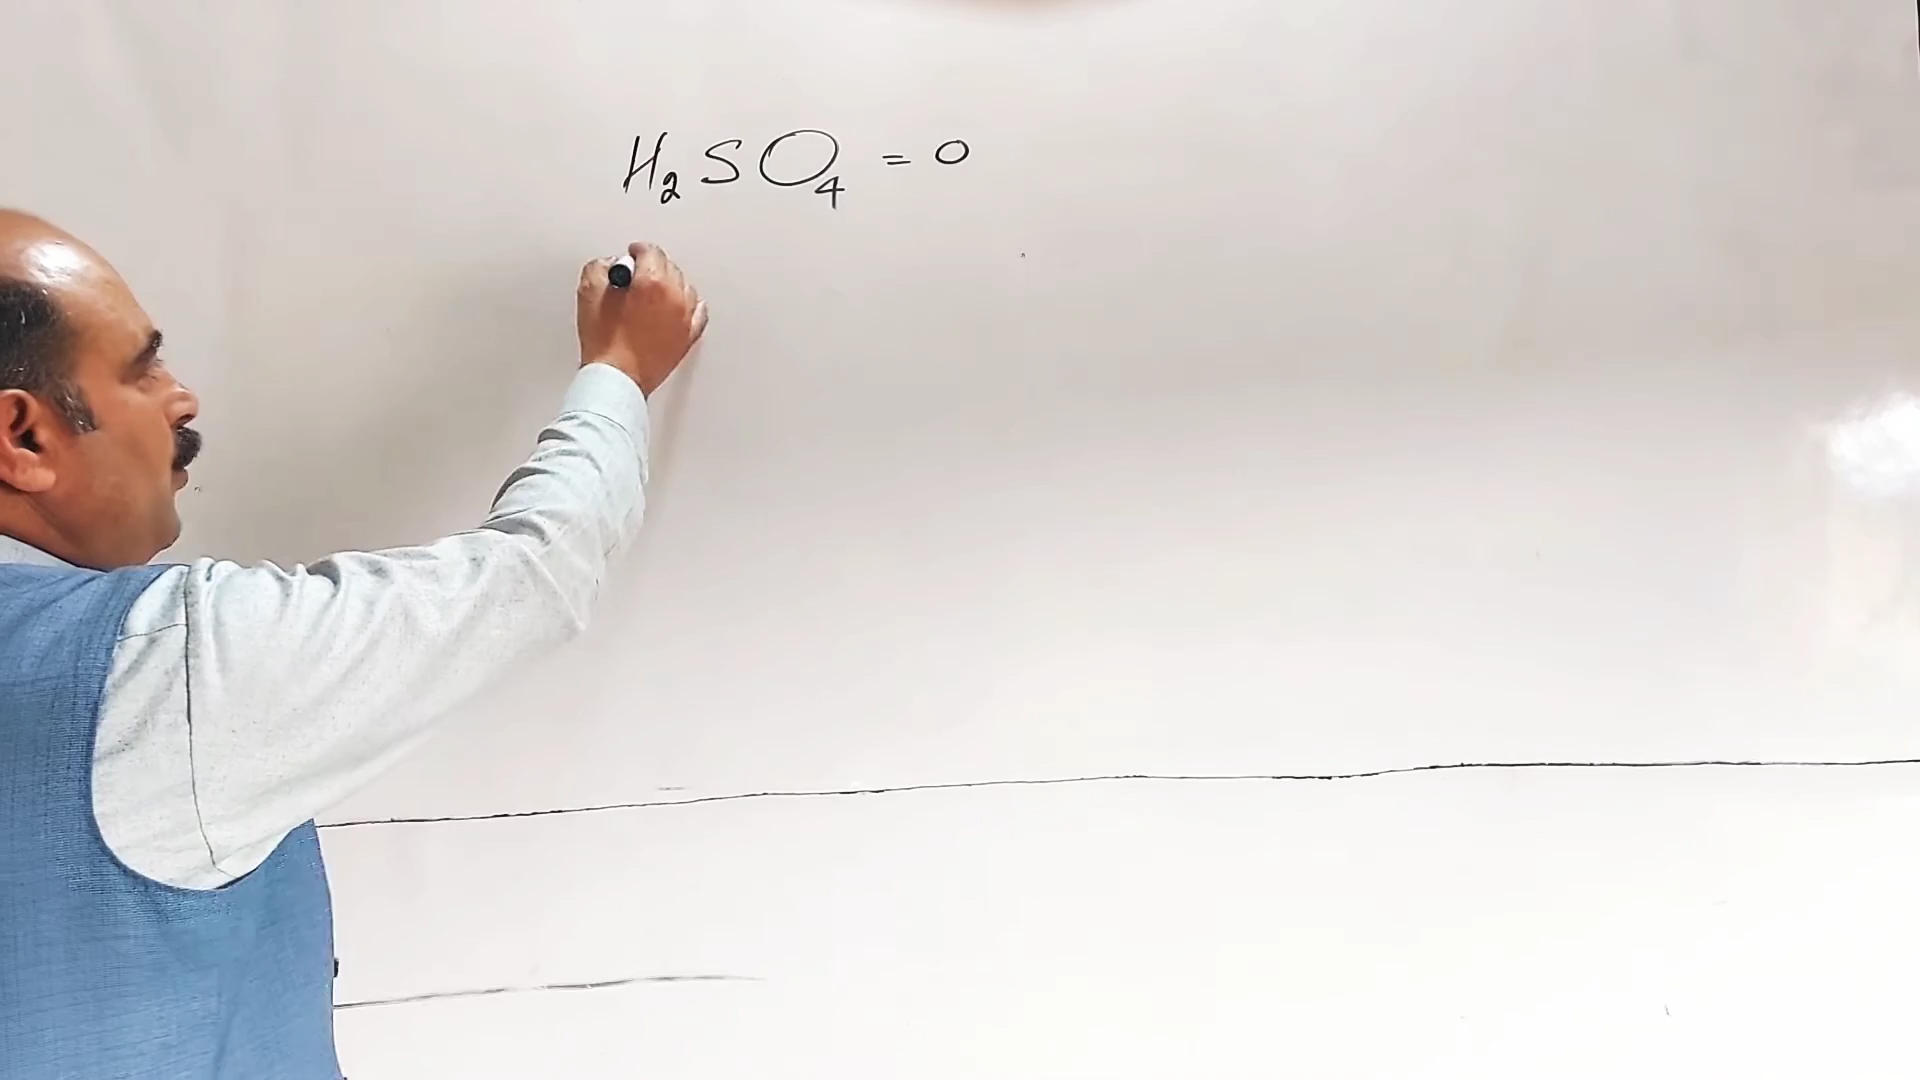 H₂SO₄ = 0